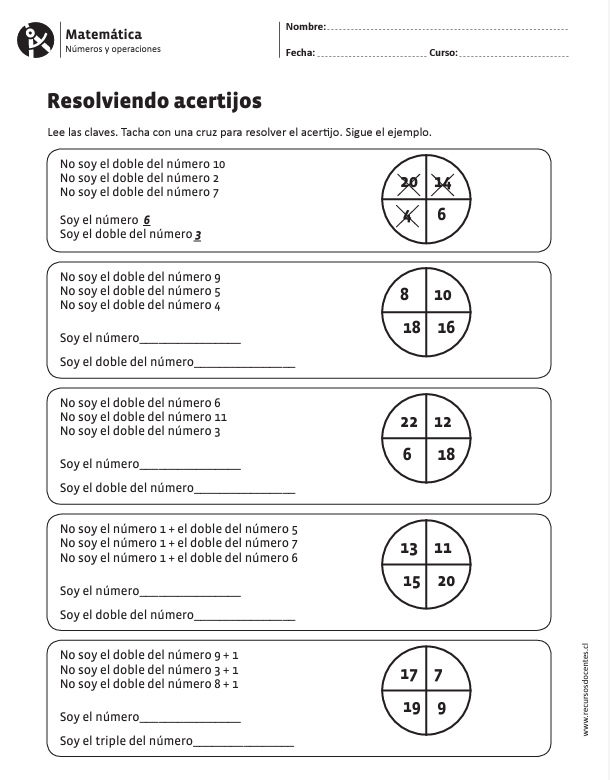 Matemática
Números y operaciones
Nombre:
Fecha: Curso:
Resolviendo acertijos
Lee las claves. Tacha con una cruz para resolver el acertijo. Sigue el ejemplo.
No soy el doble del número 10
No soy el doble del número 2
No soy el doble del número 7
Soy el número 6
Soy el doble del número 3
20 14
4 6
No soy el doble del número 9
No soy el doble del número 5
No soy el doble del número 4
Soy el número_______________
Soy el doble del número_______________
8 10
18 16
No soy el doble del número 6
No soy el doble del número 11
No soy el doble del número 3
Soy el número_______________
Soy el doble del número_______________
22 12
6 18
No soy el número 1 + el doble del número 5
No soy el número 1 + el doble del número 7
No soy el número 1 + el doble del número 6
Soy el número_______________
Soy el doble del número_______________
13 11
15 20
No soy el doble del número 9 + 1
No soy el doble del número 3 + 1
No soy el doble del número 8 + 1
Soy el número_______________
Soy el triple del número_______________
17 7
19 9
www.recursosdocentes.cl